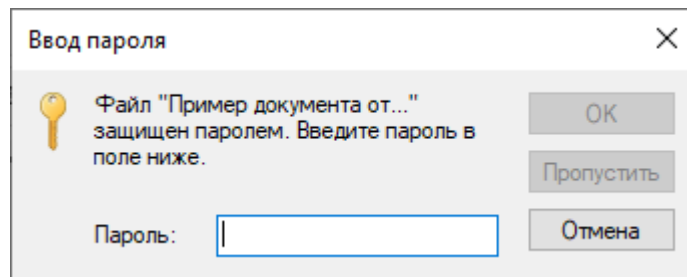 Ввод пароля
Файл "Пример документа от..."
защищен паролем. Введите пароль в
поле ниже.
Пароль:
OK
Пропустить
Отмена